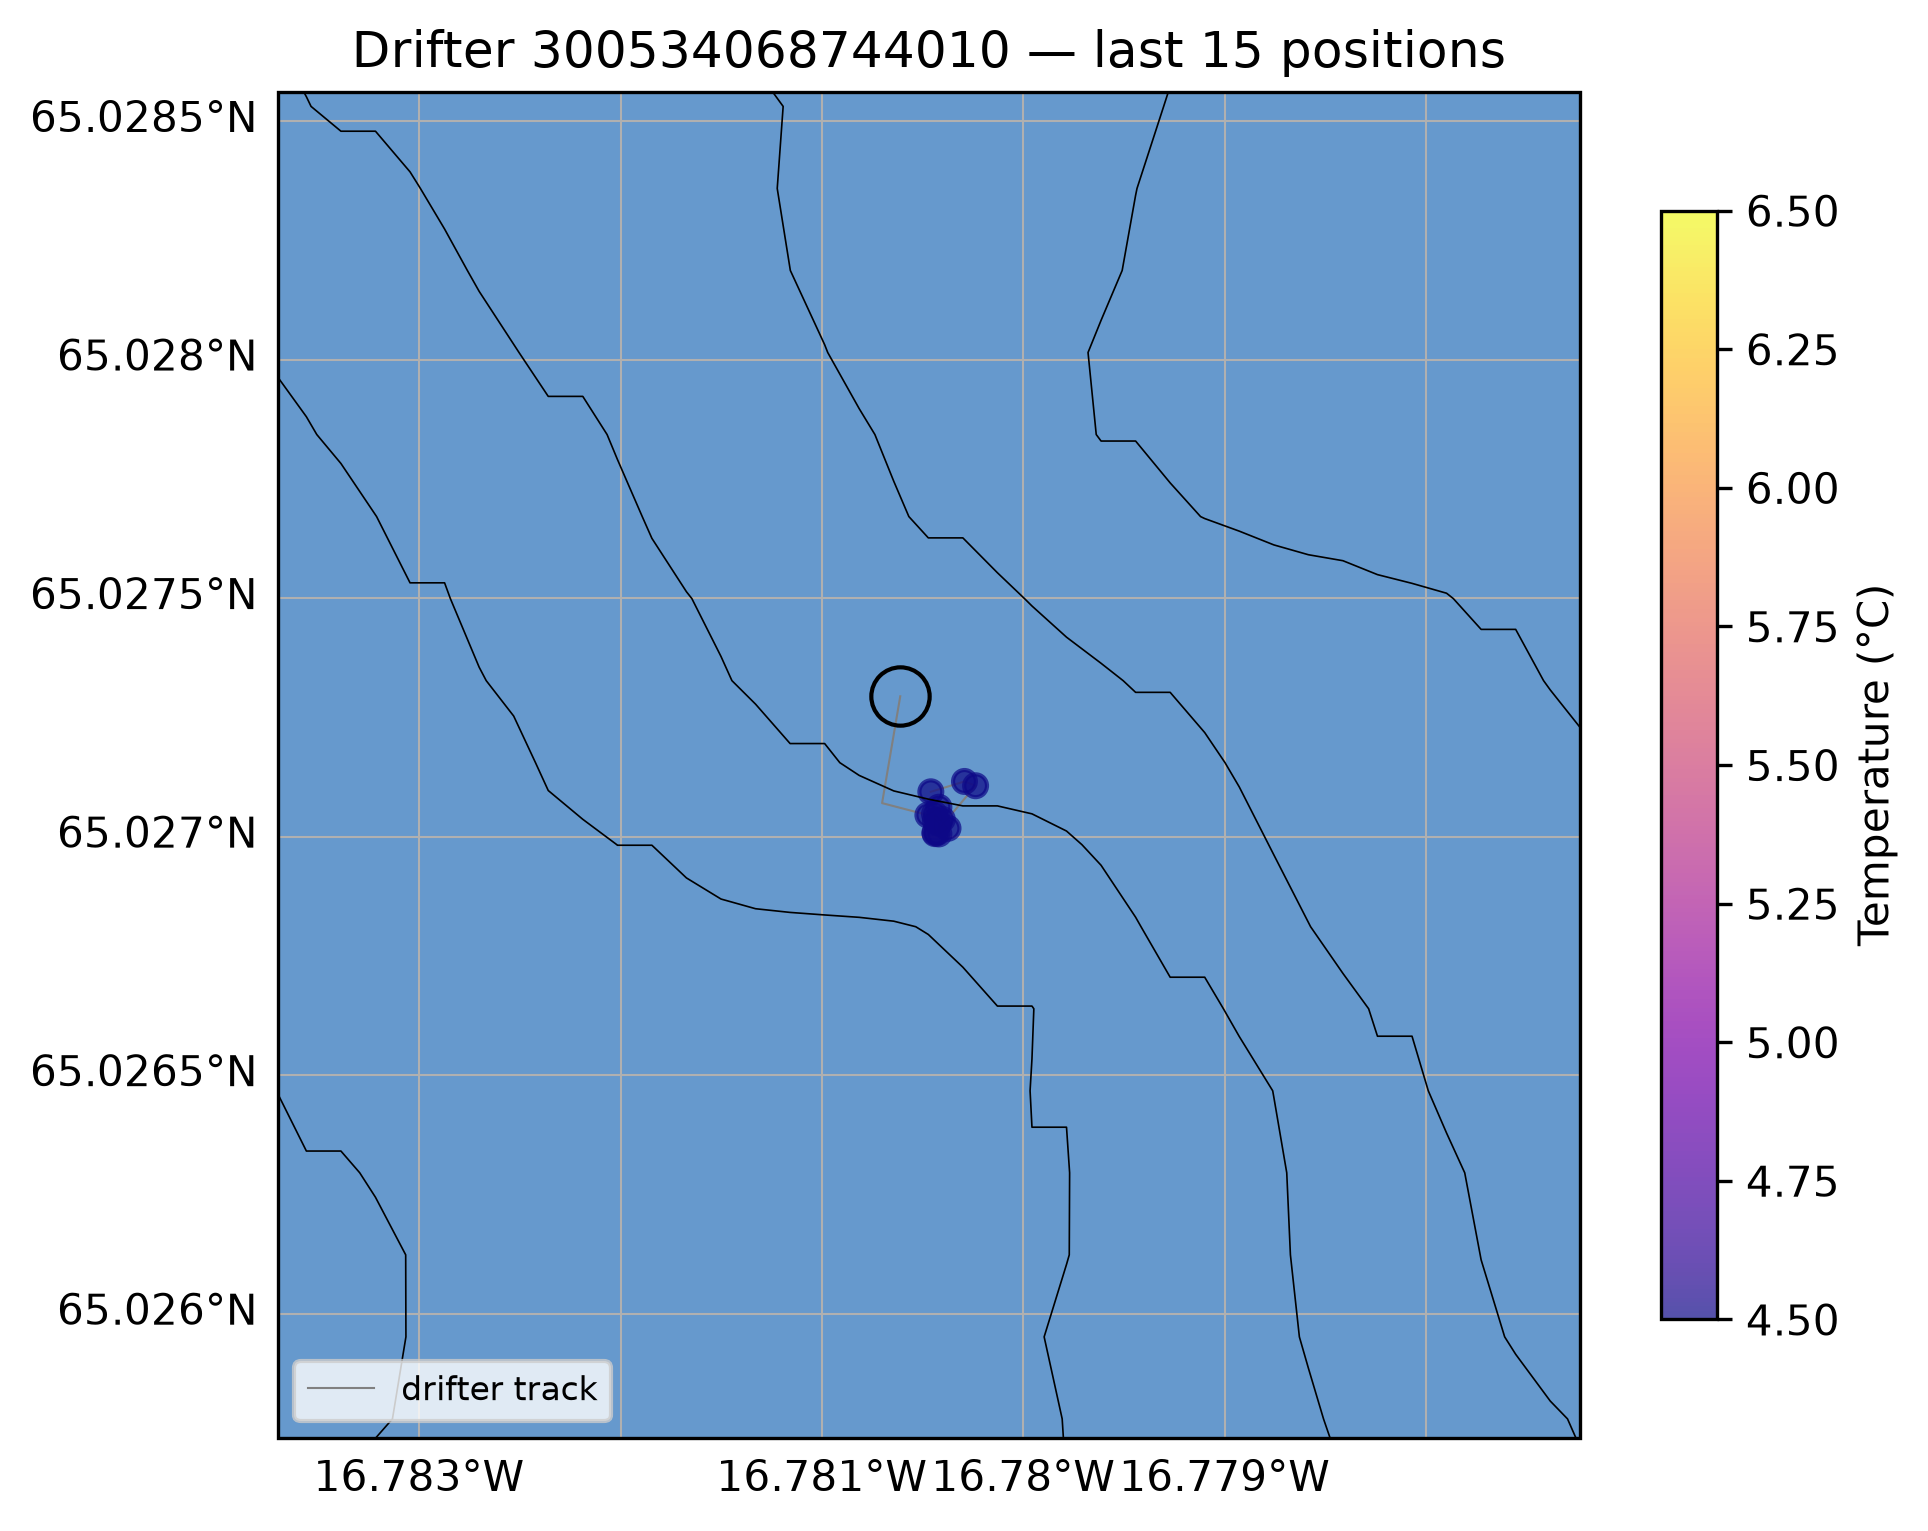 Drifter 300534068744010 — last 15 positions
65.0285°N
65.028°N
65.0275°N
65.027°N
65.0265°N
65.026°N
16.783°W
16.781°W
16.78°W
16.779°W
drifter track
6.50
6.25
6.00
5.75
5.50
5.25
5.00
4.75
4.50
Temperature (°C)